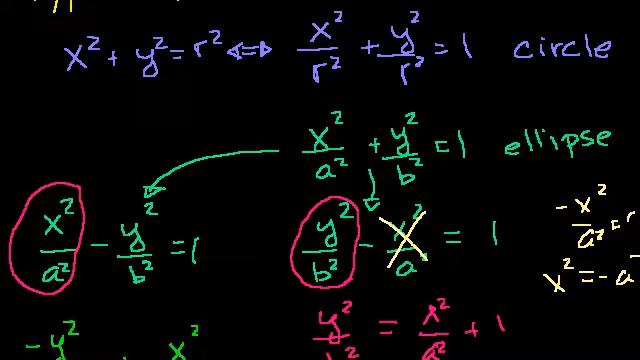 x² + y² = r² ⇔ x²/r² + y²/r² = 1 circle
x²/a² + y²/b² = 1 ellipse
x²/a² - y²/b² = 1
y²/b² - x²/a² = 1
-x²/a² =
x² = -a²
y²/b² = x²/a² + 1
-y²
x²